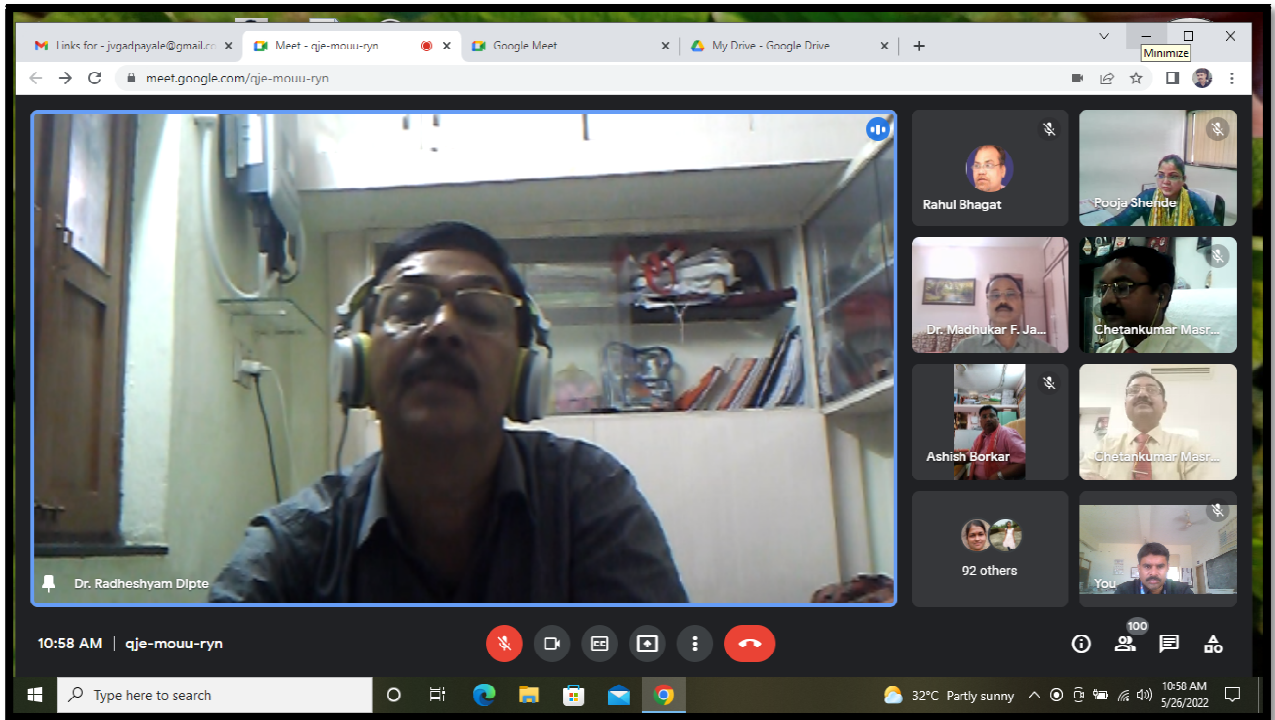 Links for - jvgadpayale@gmail.co
Meet - qje-mouu-ryn
Google Meet
My Drive - Google Drive
Minimize
meet.google.com/qje-mouu-ryn
Rahul Bhagat
Pooja Shende
Dr. Madhukar F. Ja...
Chetankumar Masr...
Ashish Borkar
Chetankumar Masr...
Dr. Radheshyam Dipte
92 others
You
10:58 AM | qje-mouu-ryn
CC
100
Type here to search
32°C Partly sunny
10:58 AM
5/26/2022